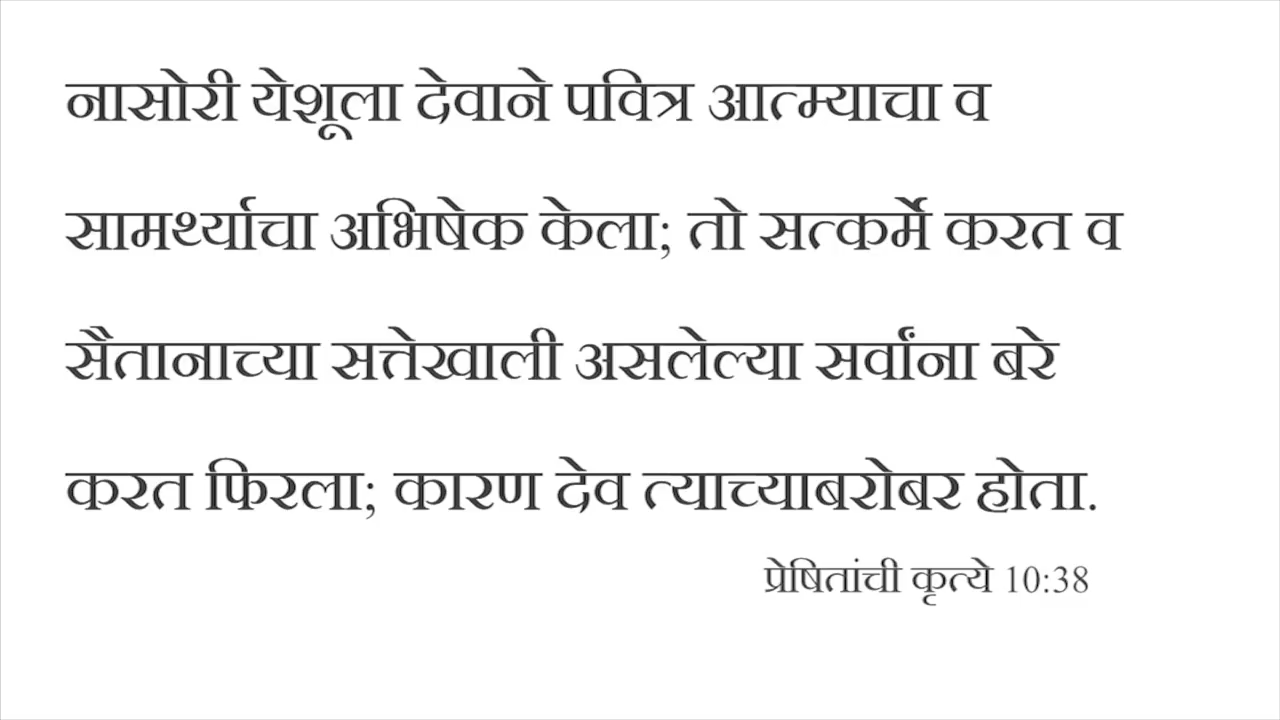 नासोरी येशूला देवाने पवित्र आत्म्याचा व
सामर्थ्याचा अभिषेक केला; तो सत्कर्मे करत व
सैतानाच्या सत्तेखाली असलेल्या सर्वांना बरे
करत फिरला; कारण देव त्याच्याबरोबर होता.
प्रेषितांची कृत्ये 10:38